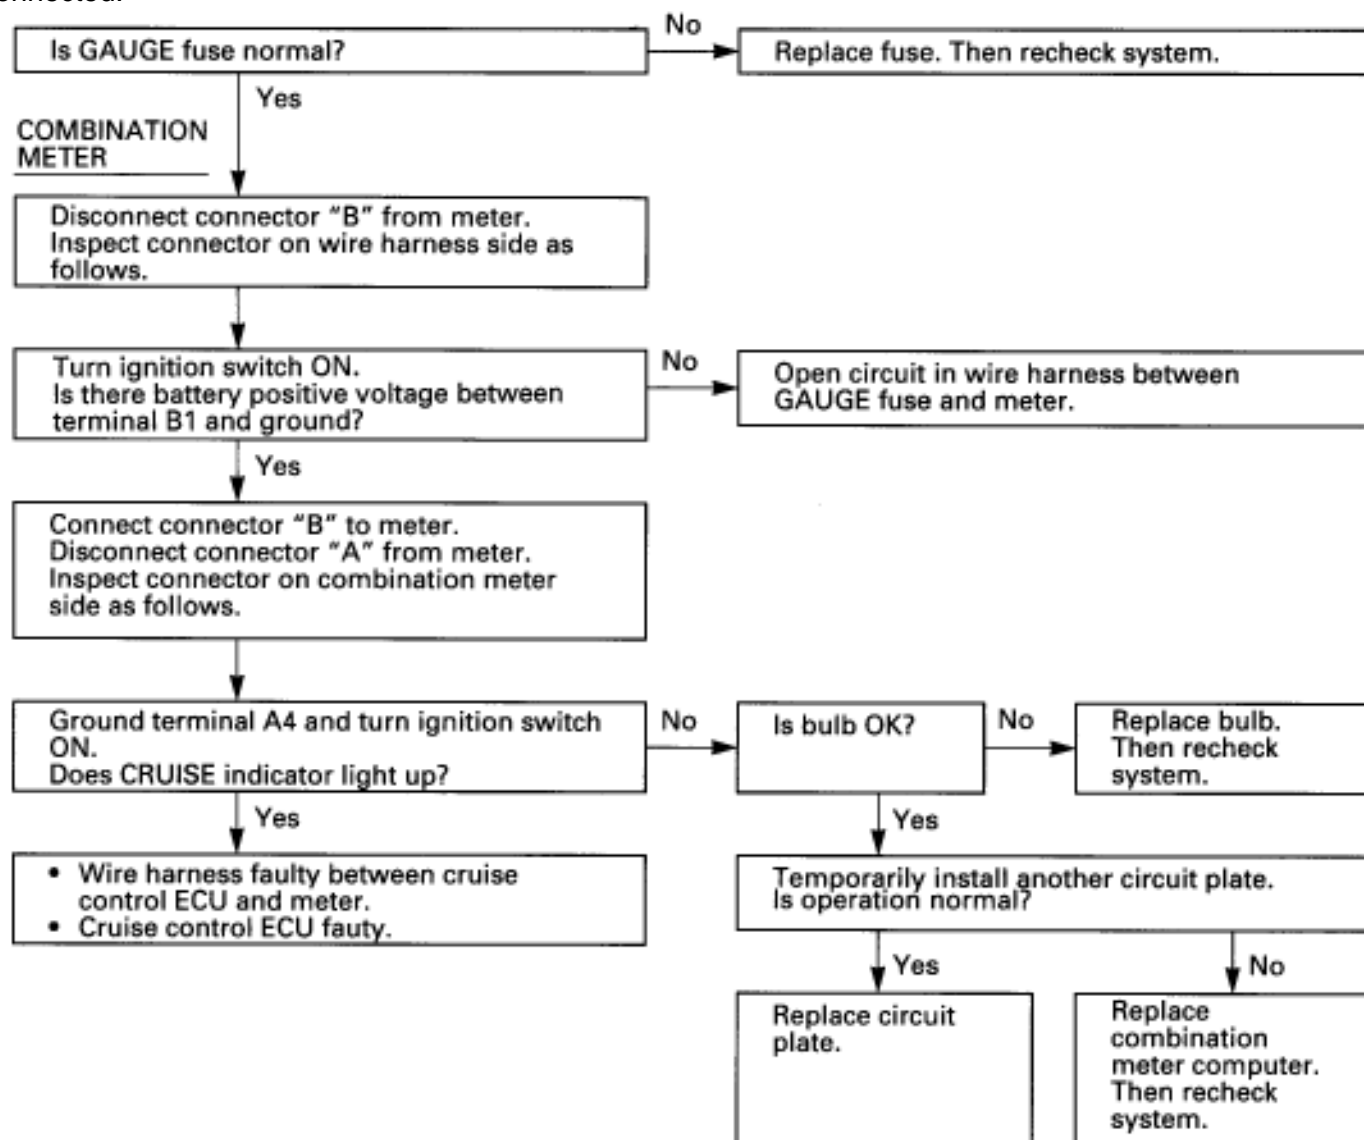 onnected.
Is GAUGE fuse normal?
No
Replace fuse. Then recheck system.
Yes
COMBINATION
METER
Disconnect connector "B" from meter.
Inspect connector on wire harness side as
follows.
Turn ignition switch ON.
Is there battery positive voltage between
terminal B1 and ground?
No
Open circuit in wire harness between
GAUGE fuse and meter.
Yes
Connect connector "B" to meter.
Disconnect connector "A" from meter.
Inspect connector on combination meter
side as follows.
Ground terminal A4 and turn ignition switch
ON.
Does CRUISE indicator light up?
No
Is bulb OK?
No
Replace bulb.
Then recheck
system.
Yes
Yes
• Wire harness faulty between cruise
control ECU and meter.
• Cruise control ECU fauty.
Temporarily install another circuit plate.
Is operation normal?
Yes
No
Replace circuit
plate.
Replace
combination
meter computer.
Then recheck
system.